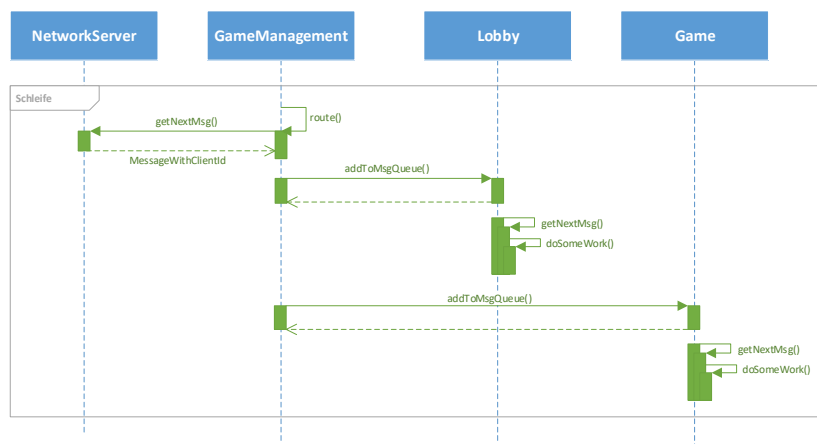 NetworkServer
GameManagement
Lobby
Game
Schleife
route()
getNextMsg()
MessageWithClientId
addToMsgQueue()
getNextMsg()
doSomeWork()
addToMsgQueue()
getNextMsg()
doSomeWork()